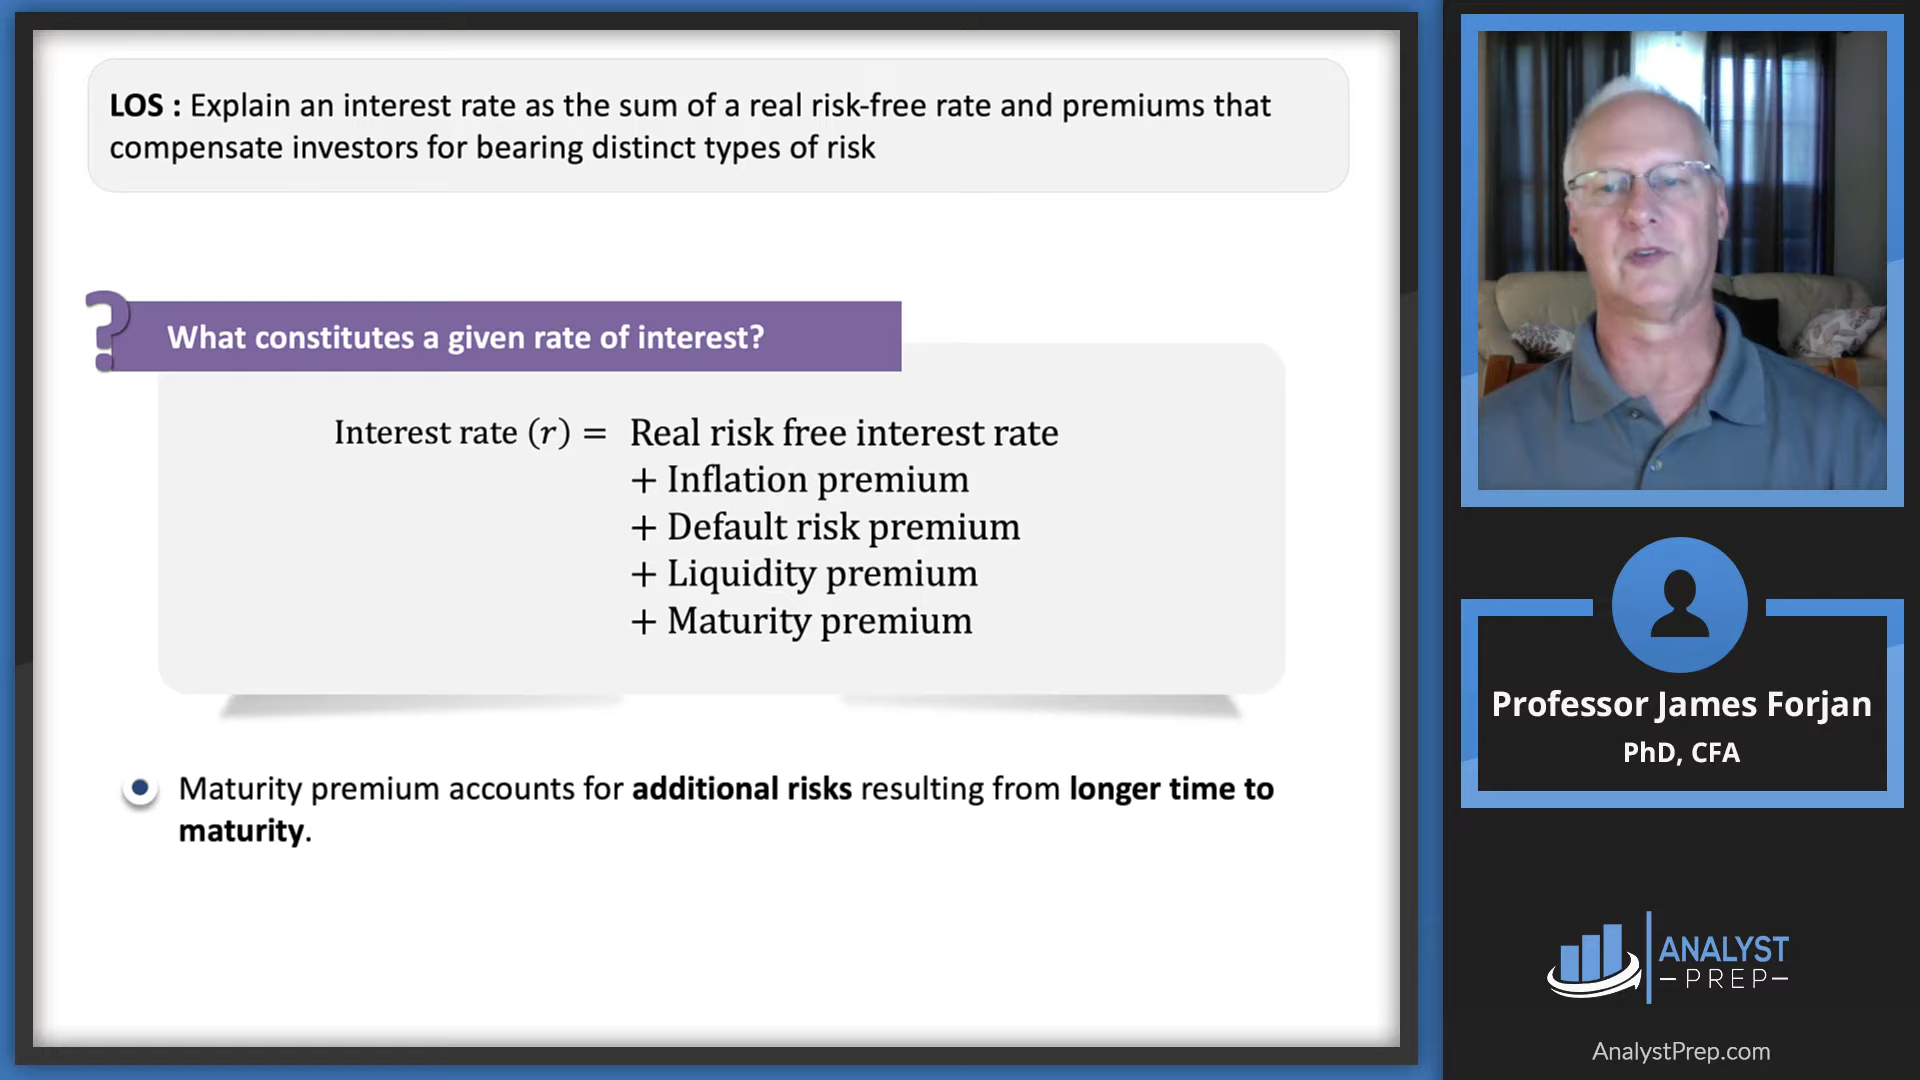 LOS : Explain an interest rate as the sum of a real risk-free rate and premiums that
compensate investors for bearing distinct types of risk
? What constitutes a given rate of interest?
Interest rate (r) = Real risk free interest rate
+ Inflation premium
+ Default risk premium
+ Liquidity premium
+ Maturity premium
Maturity premium accounts for additional risks resulting from longer time to
maturity.
Professor James Forjan
PhD, CFA
ANALYST
PREP
AnalystPrep.com